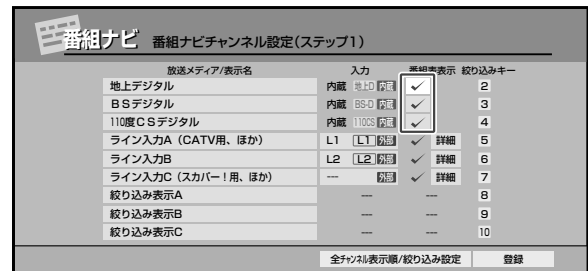 番組ナビ 番組ナビチャンネル設定(ステップ1)
放送メディア/表示名 入力 番組表表示 絞り込みキー
地上デジタル 内蔵 地上D 内蔵 ✓ 2
BSデジタル 内蔵 BS-D 内蔵 ✓ 3
110度CSデジタル 内蔵 110CS 内蔵 ✓ 4
ライン入力A(CATV用、ほか) L1 L1 外部 ✓ 詳細 5
ライン入力B L2 L2 外部 ✓ 詳細 6
ライン入力C(スカパー!用、ほか) --- 外部 ✓ 詳細 7
絞り込み表示A --- --- 8
絞り込み表示B --- --- 9
絞り込み表示C --- --- 10
全チャンネル表示順/絞り込み設定 登録